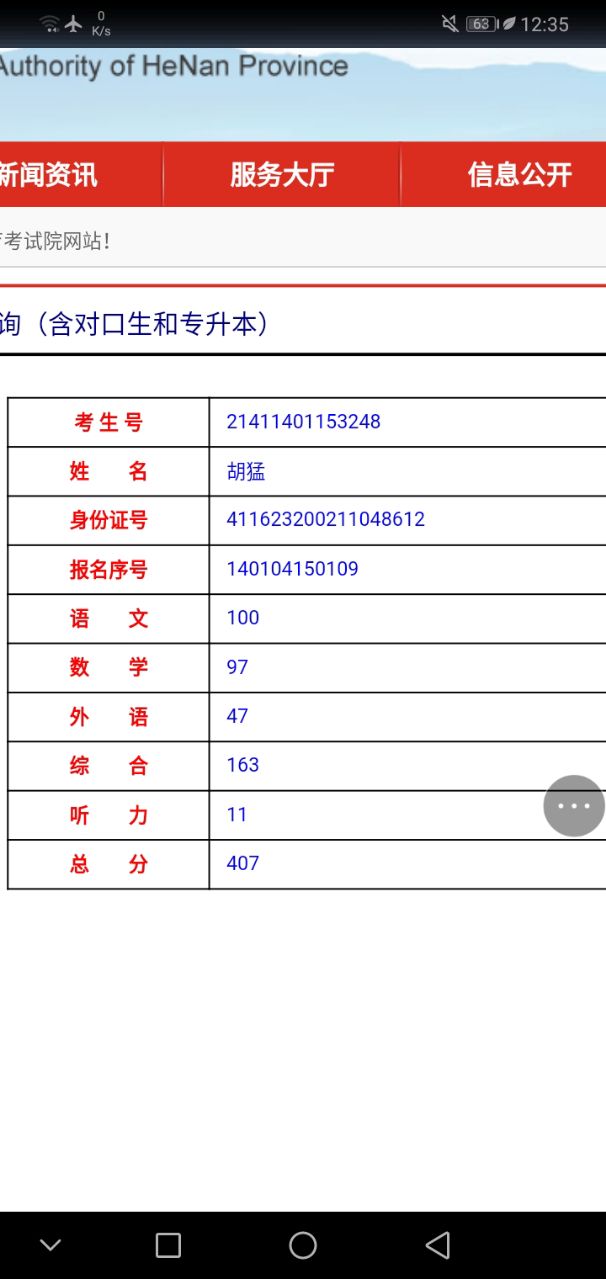 0
K/s
63
12:35
Authority of HeNan Province
新闻资讯 服务大厅 信息公开
考试院网站！
询（含对口生和专升本）
考生号 21411401153248
姓 名 胡猛
身份证号 411623200211048612
报名序号 140104150109
语 文 100
数 学 97
外 语 47
综 合 163
听 力 11
总 分 407